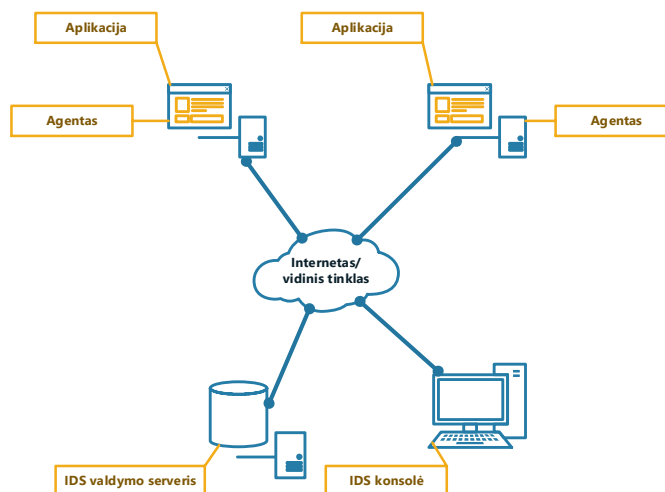 Aplikacija
Aplikacija
Agentas
Agentas
Internetas/
vidinis tinklas
IDS valdymo serveris
IDS konsolė